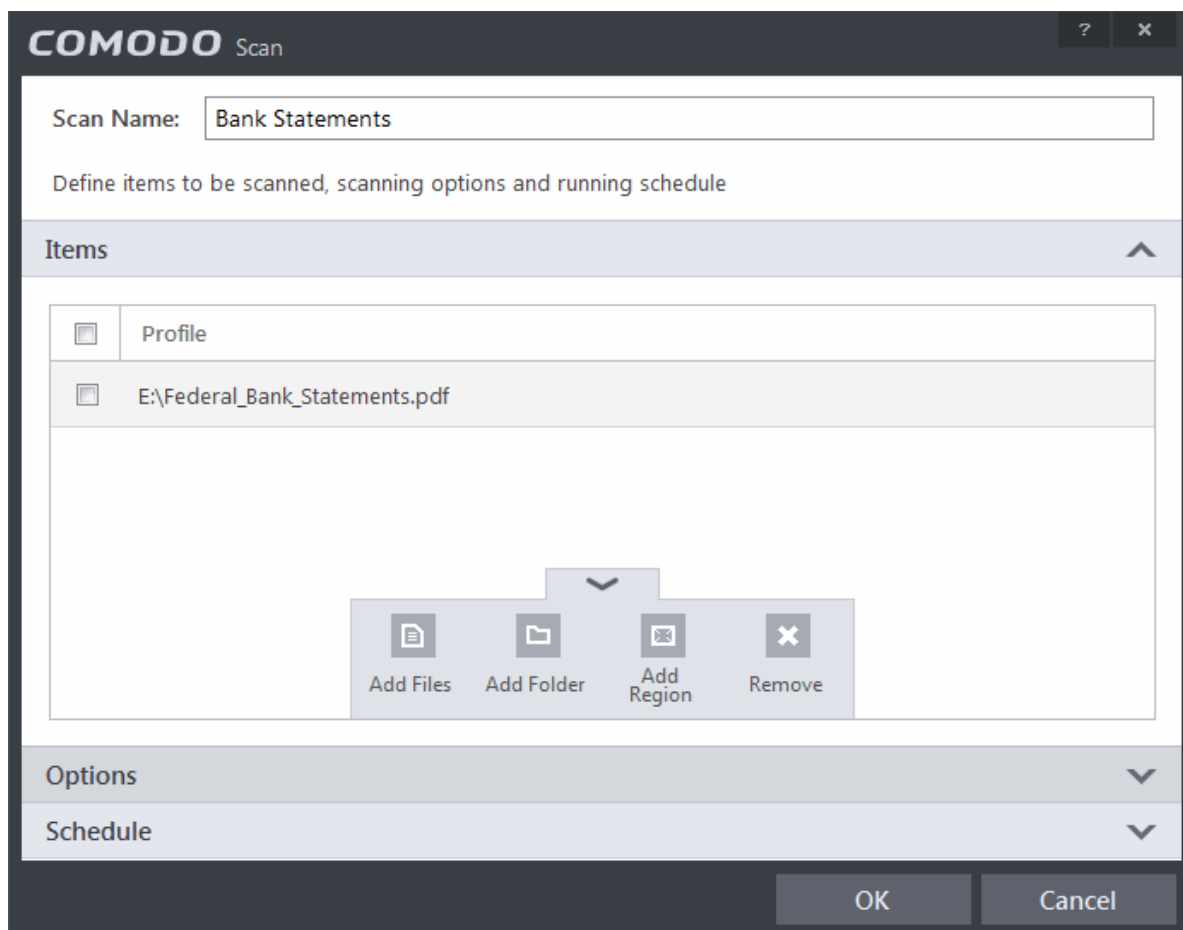 COMODO Scan
? x
Scan Name: Bank Statements
Define items to be scanned, scanning options and running schedule
Items
Profile
E:\Federal_Bank_Statements.pdf
Add Files Add Folder Add Region Remove
Options
Schedule
OK Cancel